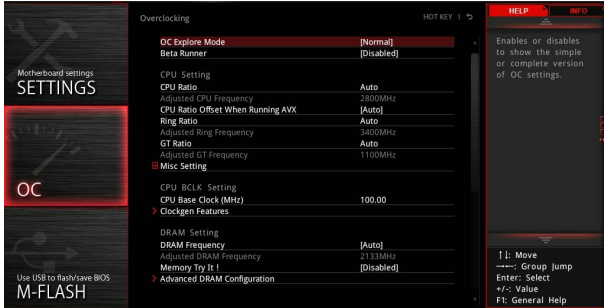 Overclocking
HOT KEY |
HELP
INFO
OC Explore Mode [Normal]
Beta Runner [Disabled]
CPU Setting
CPU Ratio Auto
Adjusted CPU Frequency 2800MHz
CPU Ratio Offset When Running AVX [Auto]
Ring Ratio Auto
Adjusted Ring Frequency 3400MHz
GT Ratio Auto
Adjusted GT Frequency 1100MHz
Misc Setting
CPU BCLK Setting
CPU Base Clock (MHz) 100.00
Clockgen Features
DRAM Setting
DRAM Frequency [Auto]
Adjusted DRAM Frequency 2133MHz
Memory Try It ! [Disabled]
Advanced DRAM Configuration
Motherboard settings
SETTINGS
OC
Use USB to flash/save BIOS
M-FLASH
Enables or disables
to show the simple
or complete version
of OC settings.
↑↓: Move
→←: Group Jump
Enter: Select
+/-: Value
F1: General Help